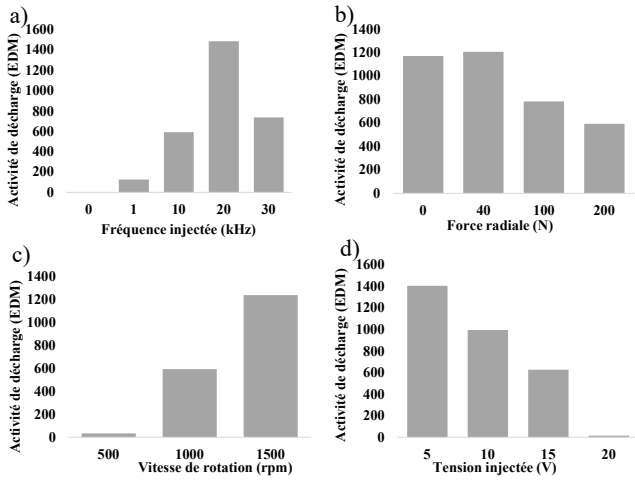 a)
Activité de décharge (EDM)
1600
1400
1200
1000
800
600
400
200
0
0 1 10 20 30
Fréquence injectée (kHz)
b)
Activité de décharge (EDM)
1400
1200
1000
800
600
400
200
0
0 40 100 200
Force radiale (N)
c)
Activité de décharge (EDM)
1400
1200
1000
800
600
400
200
0
500 1000 1500
Vitesse de rotation (rpm)
d)
Activité de décharge (EDM)
1600
1400
1200
1000
800
600
400
200
0
5 10 15 20
Tension injectée (V)